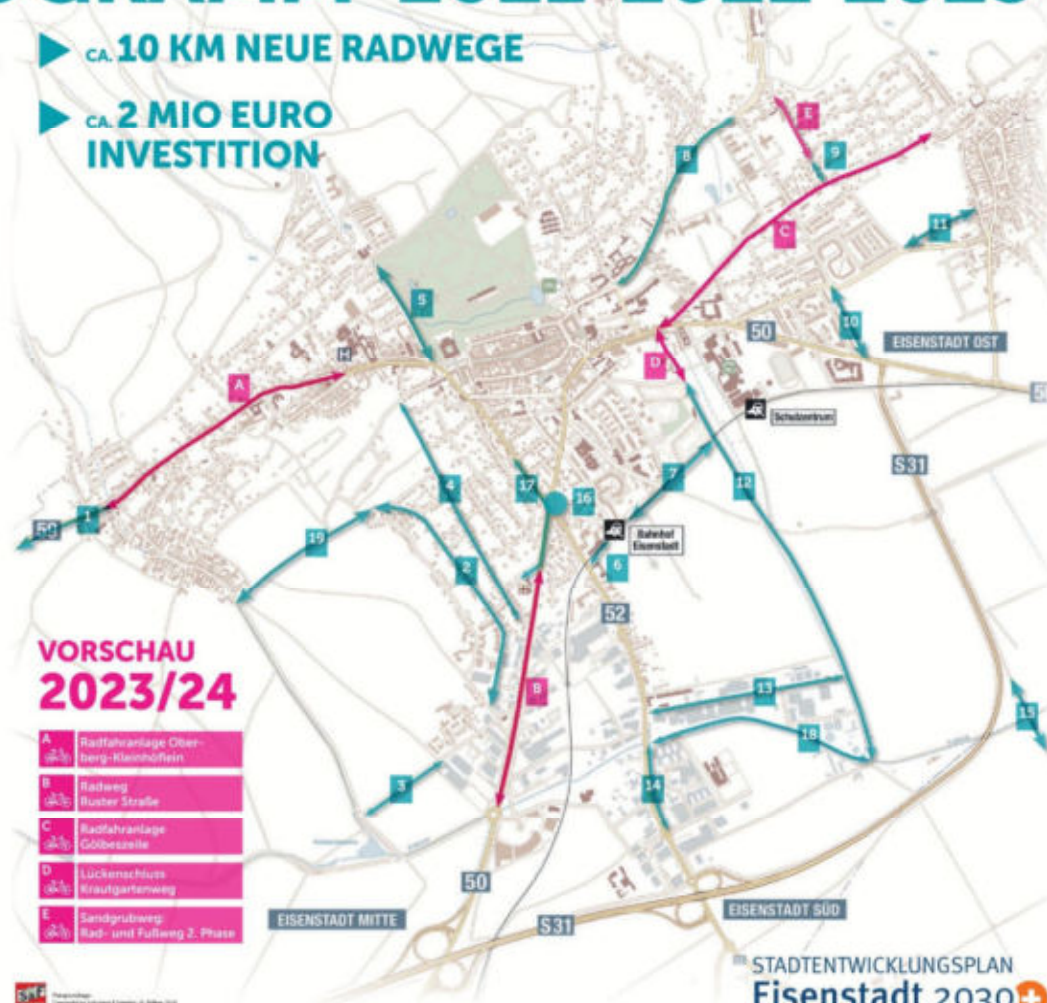 CA. 10 KM NEUE RADWEGE
CA. 2 MIO EURO
INVESTITION
E
8
9
C
11
5
10
50
EISENSTADT OST
H
D
A
Schulzentrum
S31
4
7
12
17
16
1
59
19
Bahnhof
Eisenstadt
2
6
52
VORSCHAU
2023/24
B
13
15
18
3
14
A
Radfahranlage Ober-
berg-Kleinhöflein
B
Radweg
Ruster Straße
C
Radfahranlage
Gölbeszeile
D
Lückenschluss
Krautgartenweg
E
Sandgrubweg:
Rad- und Fußweg 2. Phase
50
EISENSTADT MITTE
S31
EISENSTADT SÜD
STADTENTWICKLUNGSPLAN
Eisenstadt 2030